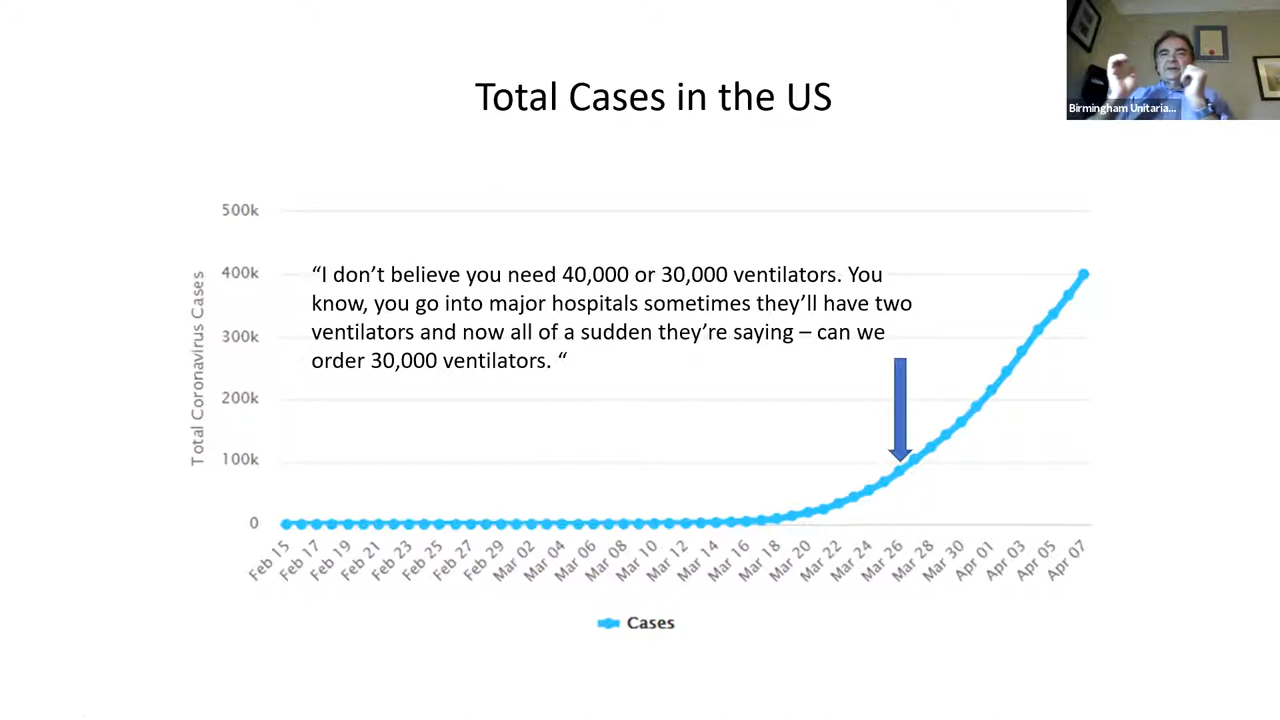 Total Cases in the US
Birmingham Unitaria...
500k
400k
300k
200k
100k
0
Total Coronavirus Cases
“I don’t believe you need 40,000 or 30,000 ventilators. You
know, you go into major hospitals sometimes they’ll have two
ventilators and now all of a sudden they’re saying – can we
order 30,000 ventilators. “
Feb 15
Feb 17
Feb 19
Feb 21
Feb 23
Feb 25
Feb 27
Feb 29
Mar 02
Mar 04
Mar 06
Mar 08
Mar 10
Mar 12
Mar 14
Mar 16
Mar 18
Mar 20
Mar 22
Mar 24
Mar 26
Mar 28
Mar 30
Apr 01
Apr 03
Apr 05
Apr 07
Cases